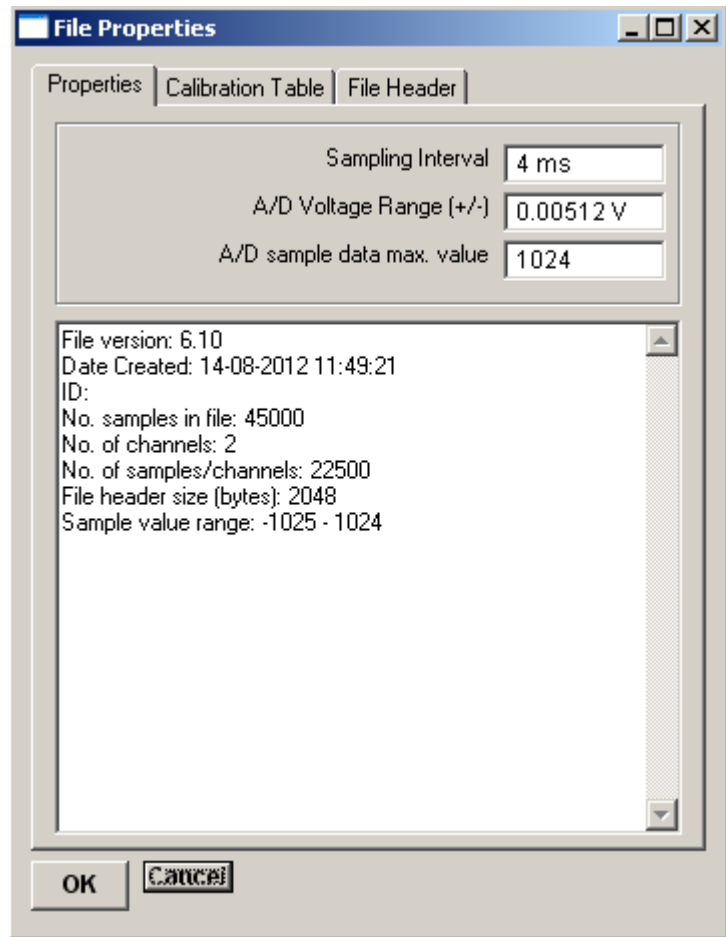 File Properties
Properties Calibration Table File Header
Sampling Interval 4 ms
A/D Voltage Range (+/-) 0.00512 V
A/D sample data max. value 1024
File version: 6.10
Date Created: 14-08-2012 11:49:21
ID:
No. samples in file: 45000
No. of channels: 2
No. of samples/channels: 22500
File header size (bytes): 2048
Sample value range: -1025 - 1024
OK Cancel